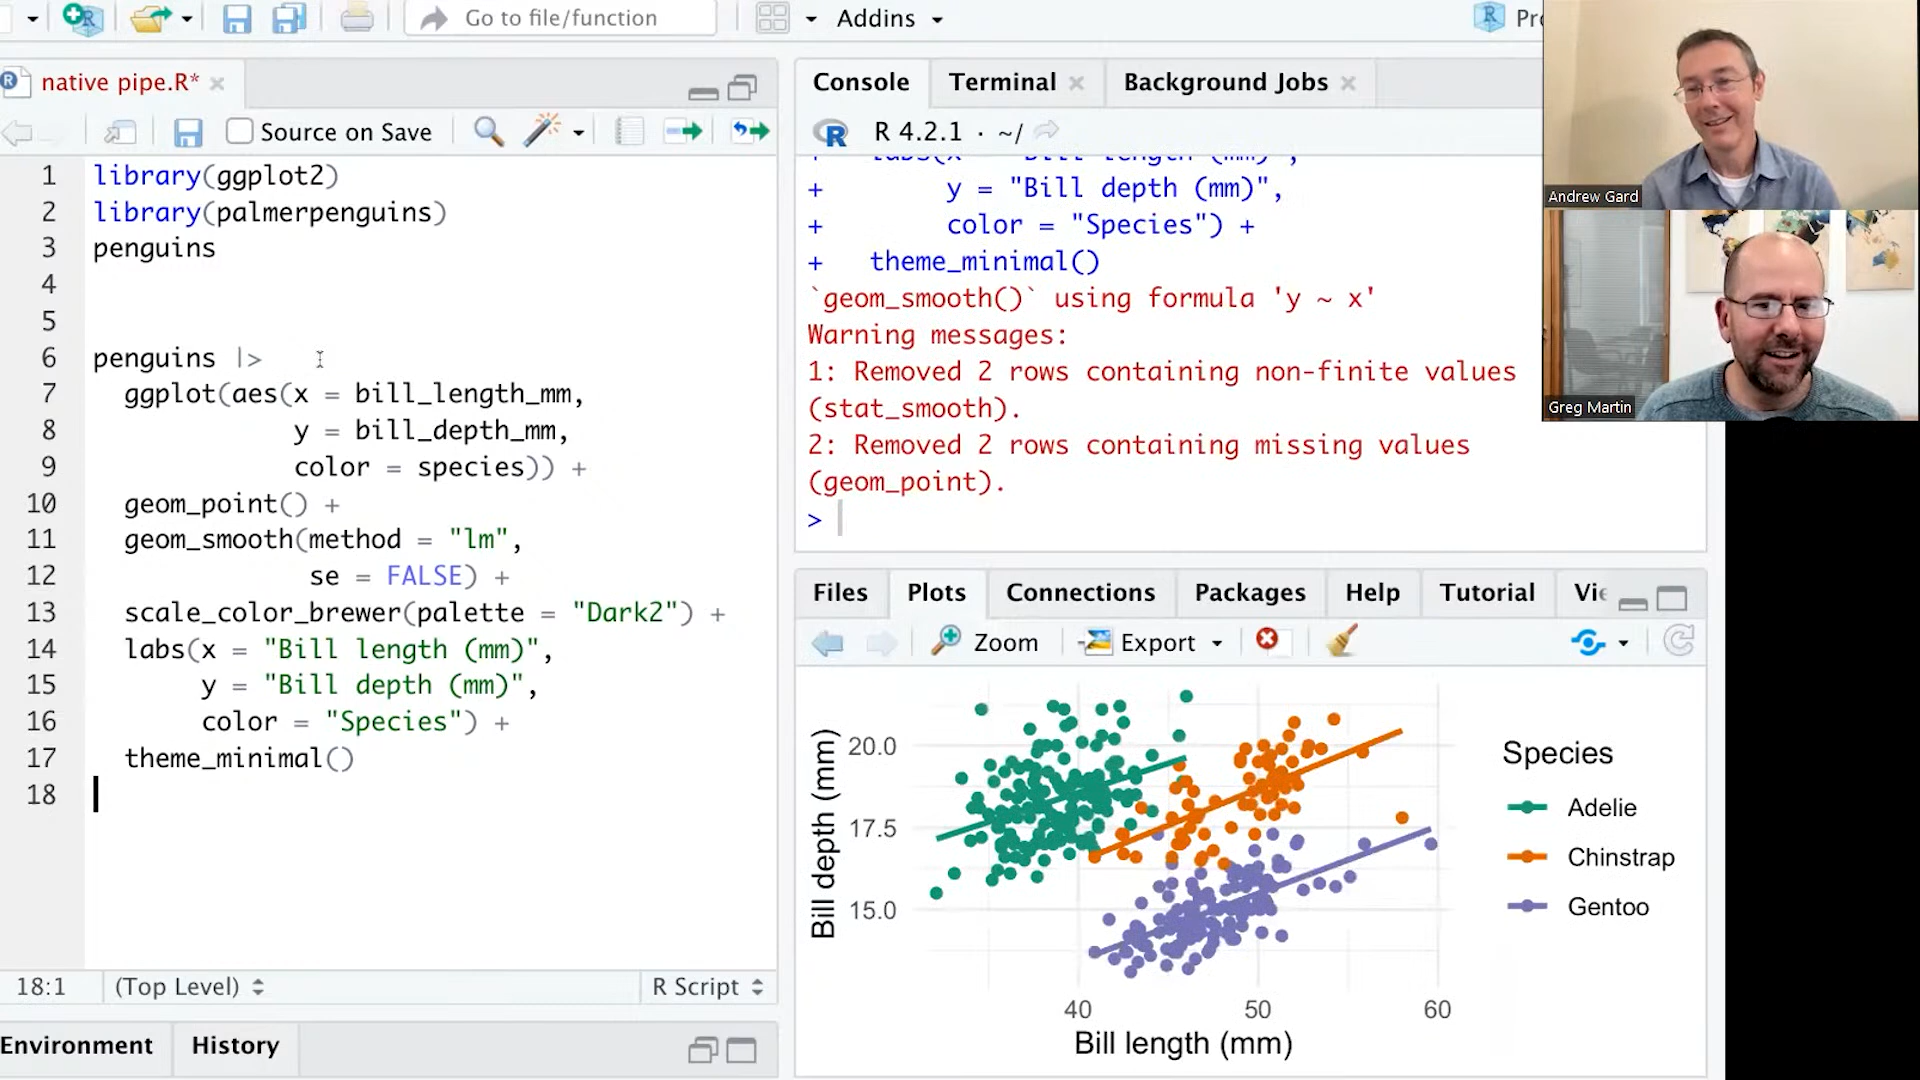 Go to file/function
Addins
native pipe.R*
Source on Save
1 library(ggplot2)
2 library(palmerpenguins)
3 penguins
4
5
6 penguins |>
7 ggplot(aes(x = bill_length_mm,
8 y = bill_depth_mm,
9 color = species)) +
10 geom_point() +
11 geom_smooth(method = "lm",
12 se = FALSE) +
13 scale_color_brewer(palette = "Dark2") +
14 labs(x = "Bill length (mm)",
15 y = "Bill depth (mm)",
16 color = "Species") +
17 theme_minimal()
18
18:1 (Top Level) R Script
Environment History
Console Terminal Background Jobs
R 4.2.1 · ~/
+ labs(x = "Bill length (mm)",
+ y = "Bill depth (mm)",
+ color = "Species") +
+ theme_minimal()
`geom_smooth()` using formula 'y ~ x'
Warning messages:
1: Removed 2 rows containing non-finite values
(stat_smooth).
2: Removed 2 rows containing missing values
(geom_point).
>
Files Plots Connections Packages Help Tutorial
Zoom Export
Bill depth (mm)
20.0
17.5
15.0
40 50 60
Bill length (mm)
Species
Adelie
Chinstrap
Gentoo
Andrew Gard
Greg Martin